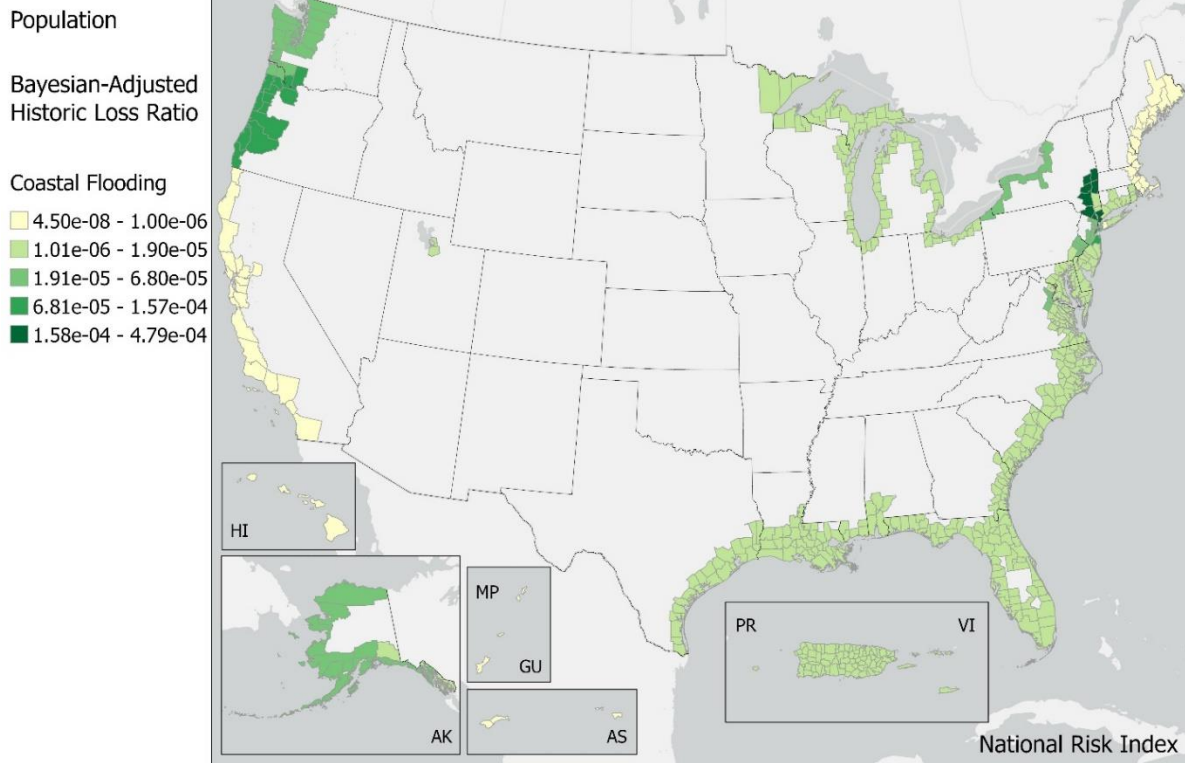 Population
Bayesian-Adjusted
Historic Loss Ratio
Coastal Flooding
4.50e-08 - 1.00e-06
1.01e-06 - 1.90e-05
1.91e-05 - 6.80e-05
6.81e-05 - 1.57e-04
1.58e-04 - 4.79e-04
HI
AK
MP
GU
AS
PR
VI
National Risk Index